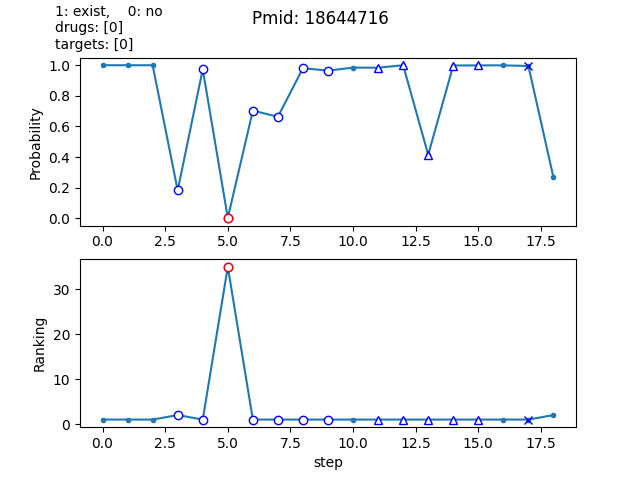 1: exist,    0: no
drugs: [0]
targets: [0]
Pmid: 18644716
Probability
1.0
0.8
0.6
0.4
0.2
0.0
0.0 2.5 5.0 7.5 10.0 12.5 15.0 17.5
Ranking
30
20
10
0
0.0 2.5 5.0 7.5 10.0 12.5 15.0 17.5
step